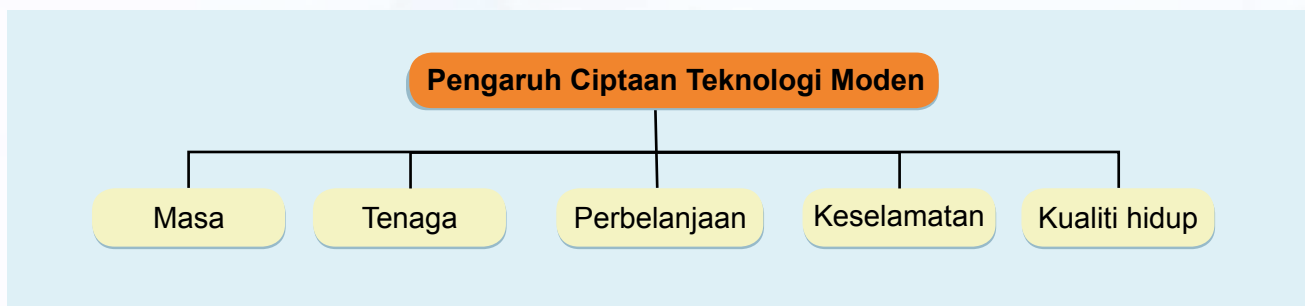 Pengaruh Ciptaan Teknologi Moden
Masa
Tenaga
Perbelanjaan
Keselamatan
Kualiti hidup